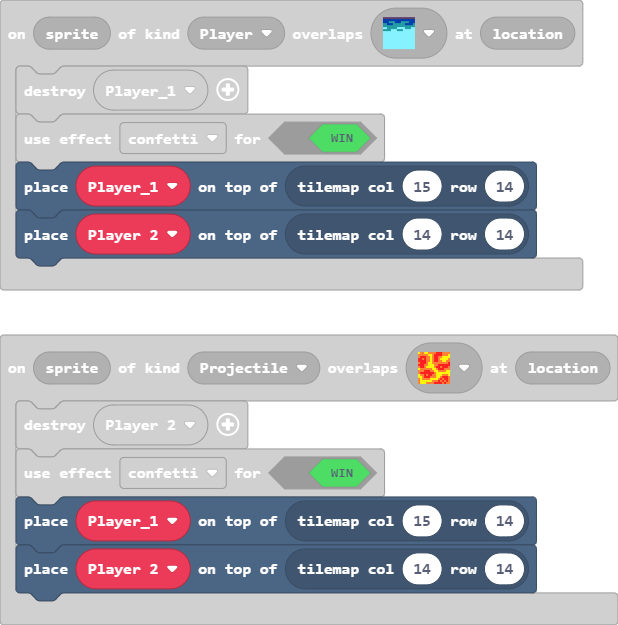 on sprite of kind Player overlaps at location
destroy Player_1
use effect confetti for WIN
place Player_1 on top of tilemap col 15 row 14
place Player 2 on top of tilemap col 14 row 14
on sprite of kind Projectile overlaps at location
destroy Player 2
use effect confetti for WIN
place Player_1 on top of tilemap col 15 row 14
place Player 2 on top of tilemap col 14 row 14